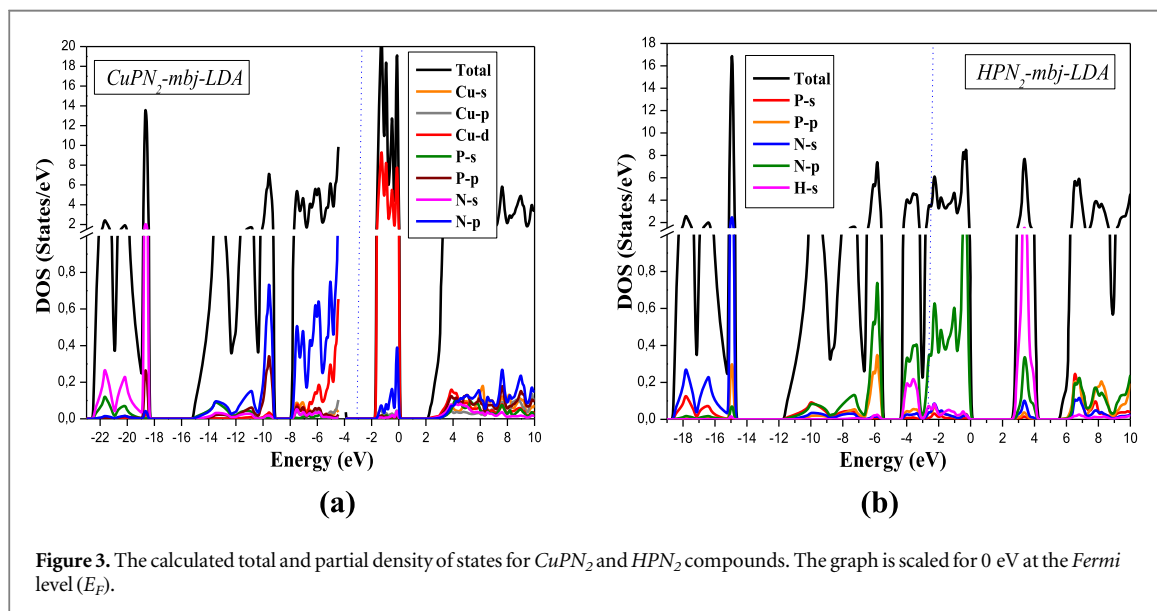 CuPN2-mbj-LDA
Total
Cu-s
Cu-p
Cu-d
P-s
P-p
N-s
N-p
20
18
16
14
12
10
8
6
4
2
0,8
0,6
0,4
0,2
0,0
DOS (States/eV)
-22 -20 -18 -16 -14 -12 -10 -8 -6 -4 -2 0 2 4 6 8 10
Energy (eV)
(a)
HPN2-mbj-LDA
Total
P-s
P-p
N-s
N-p
H-s
18
16
14
12
10
8
6
4
2
0,8
0,6
0,4
0,2
0,0
DOS (States/eV)
-18 -16 -14 -12 -10 -8 -6 -4 -2 0 2 4 6 8 10
Energy (eV)
(b)
Figure 3. The calculated total and partial density of states for CuPN2 and HPN2 compounds. The graph is scaled for 0 eV at the Fermi
level (EF).